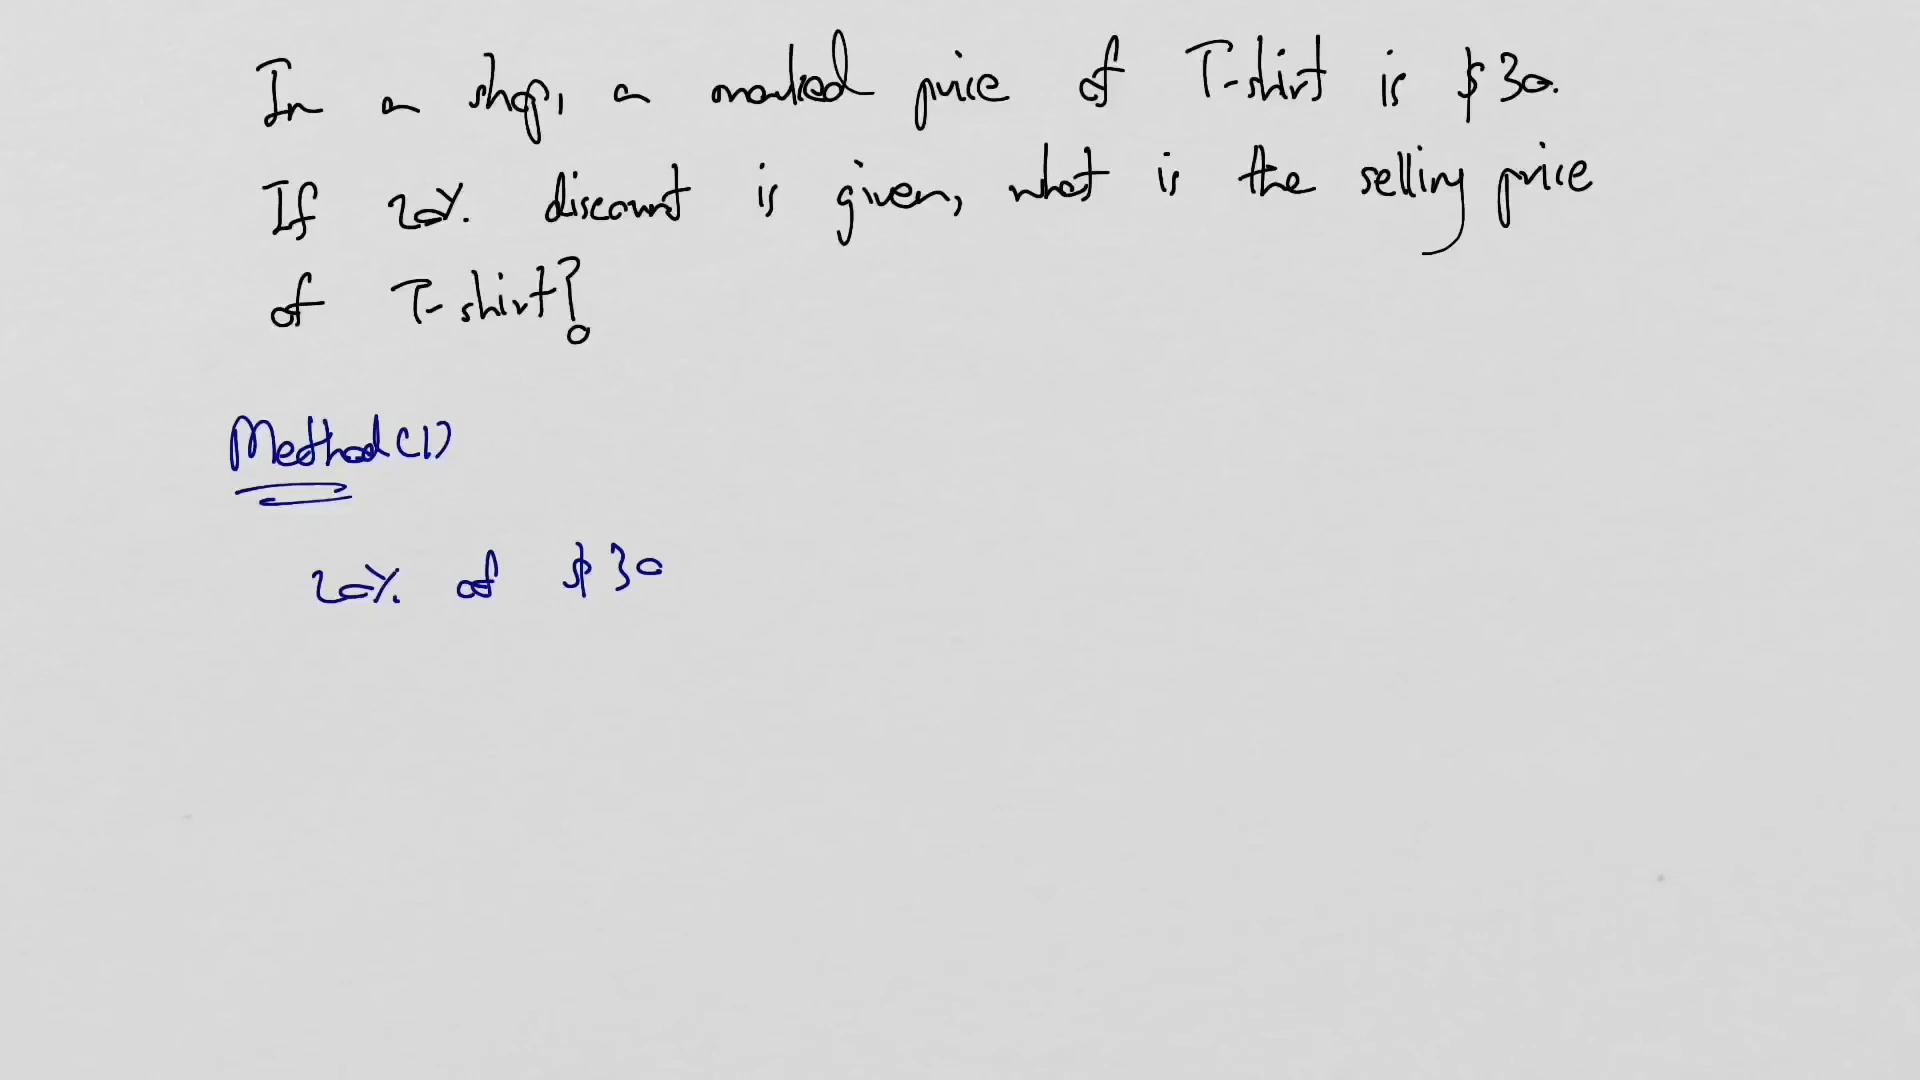 In a shop, a marked price of T-shirt is $30.
If 20% discount is given, what is the selling price
of T-shirt?
Method(1)
20% of $30